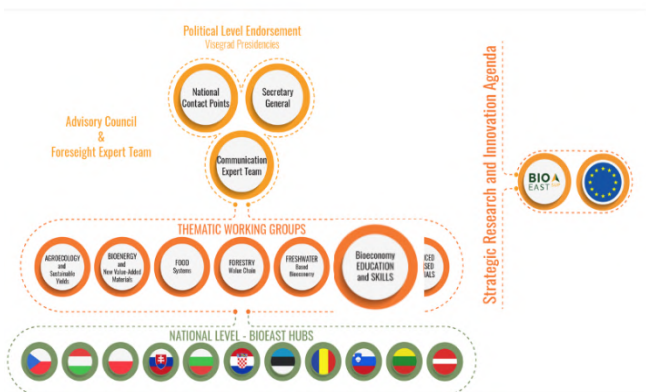 Political Level Endorsement
Visegrad Presidencies
National
Contact Points
Secretary
General
Advisory Council
&
Foresight Expert Team
Communication
Expert Team
THEMATIC WORKING GROUPS
AGROECOLOGY
and
Sustainable
Yields
BIOENERGY
and
New Value-Added
Materials
FOOD
Systems
FORESTRY
Value Chain
FRESHWATER
Based
Bioeconomy
Bioeconomy
EDUCATION
and SKILLS
NATIONAL LEVEL - BIOEAST HUBS
Strategic Research and Innovation Agenda
BIO
EAST